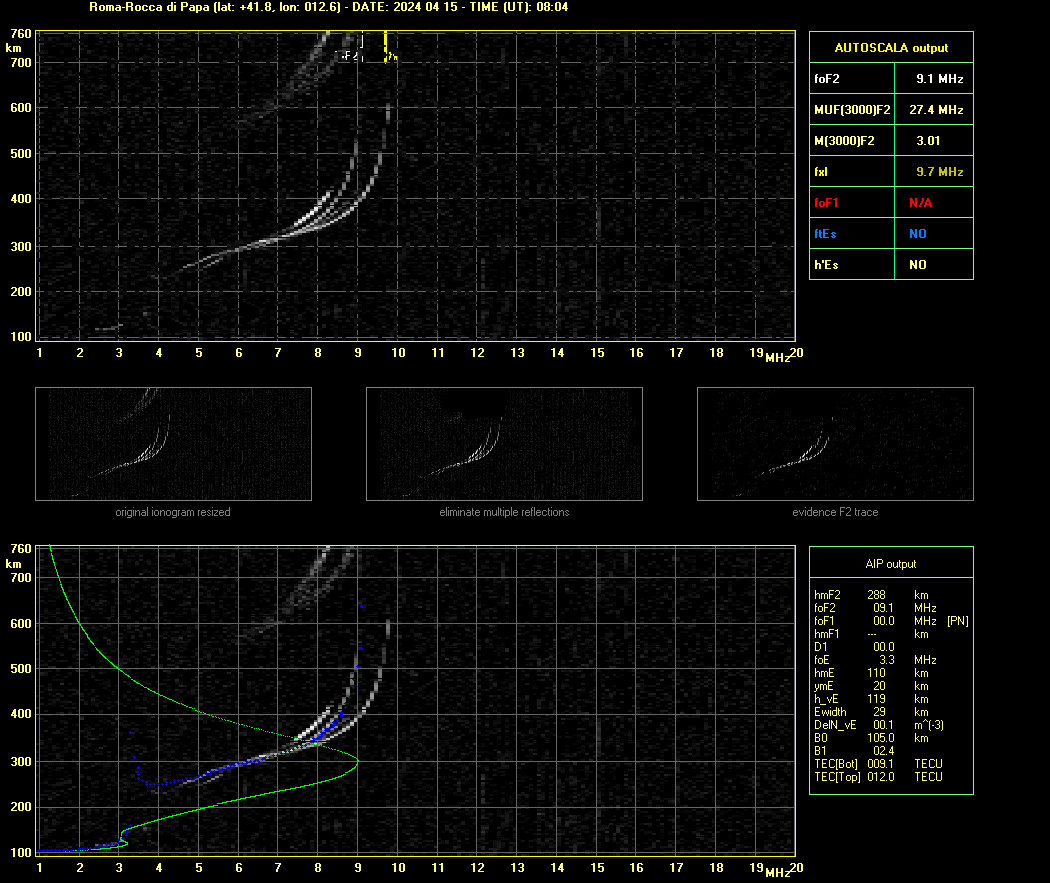 Roma-Rocca di Papa (lat: +41.8, lon: 012.6) - DATE: 2024 04 15 - TIME (UT): 08:04
760
km
700
600
500
400
300
200
100
1 2 3 4 5 6 7 8 9 10 11 12 13 14 15 16 17 18 19 MHz 20
F2
AUTOSCALA output
foF2 9.1 MHz
MUF(3000)F2 27.4 MHz
M(3000)F2 3.01
fxI 9.7 MHz
foF1 N/A
ftEs NO
h'Es NO
original ionogram resized
eliminate multiple reflections
evidence F2 trace
760
km
700
600
500
400
300
200
100
1 2 3 4 5 6 7 8 9 10 11 12 13 14 15 16 17 18 19 MHz 20
AIP output
hmF2 288 km
foF2 09.1 MHz
foF1 00.0 MHz [PN]
hmF1 --- km
D1 00.0
foE 3.3 MHz
hmE 110 km
ymE 20 km
h_vE 119 km
Ewidth 29 km
DelN_vE 00.1 m^(-3)
B0 105.0 km
B1 02.4
TEC[Bot] 009.1 TECU
TEC[Top] 012.0 TECU